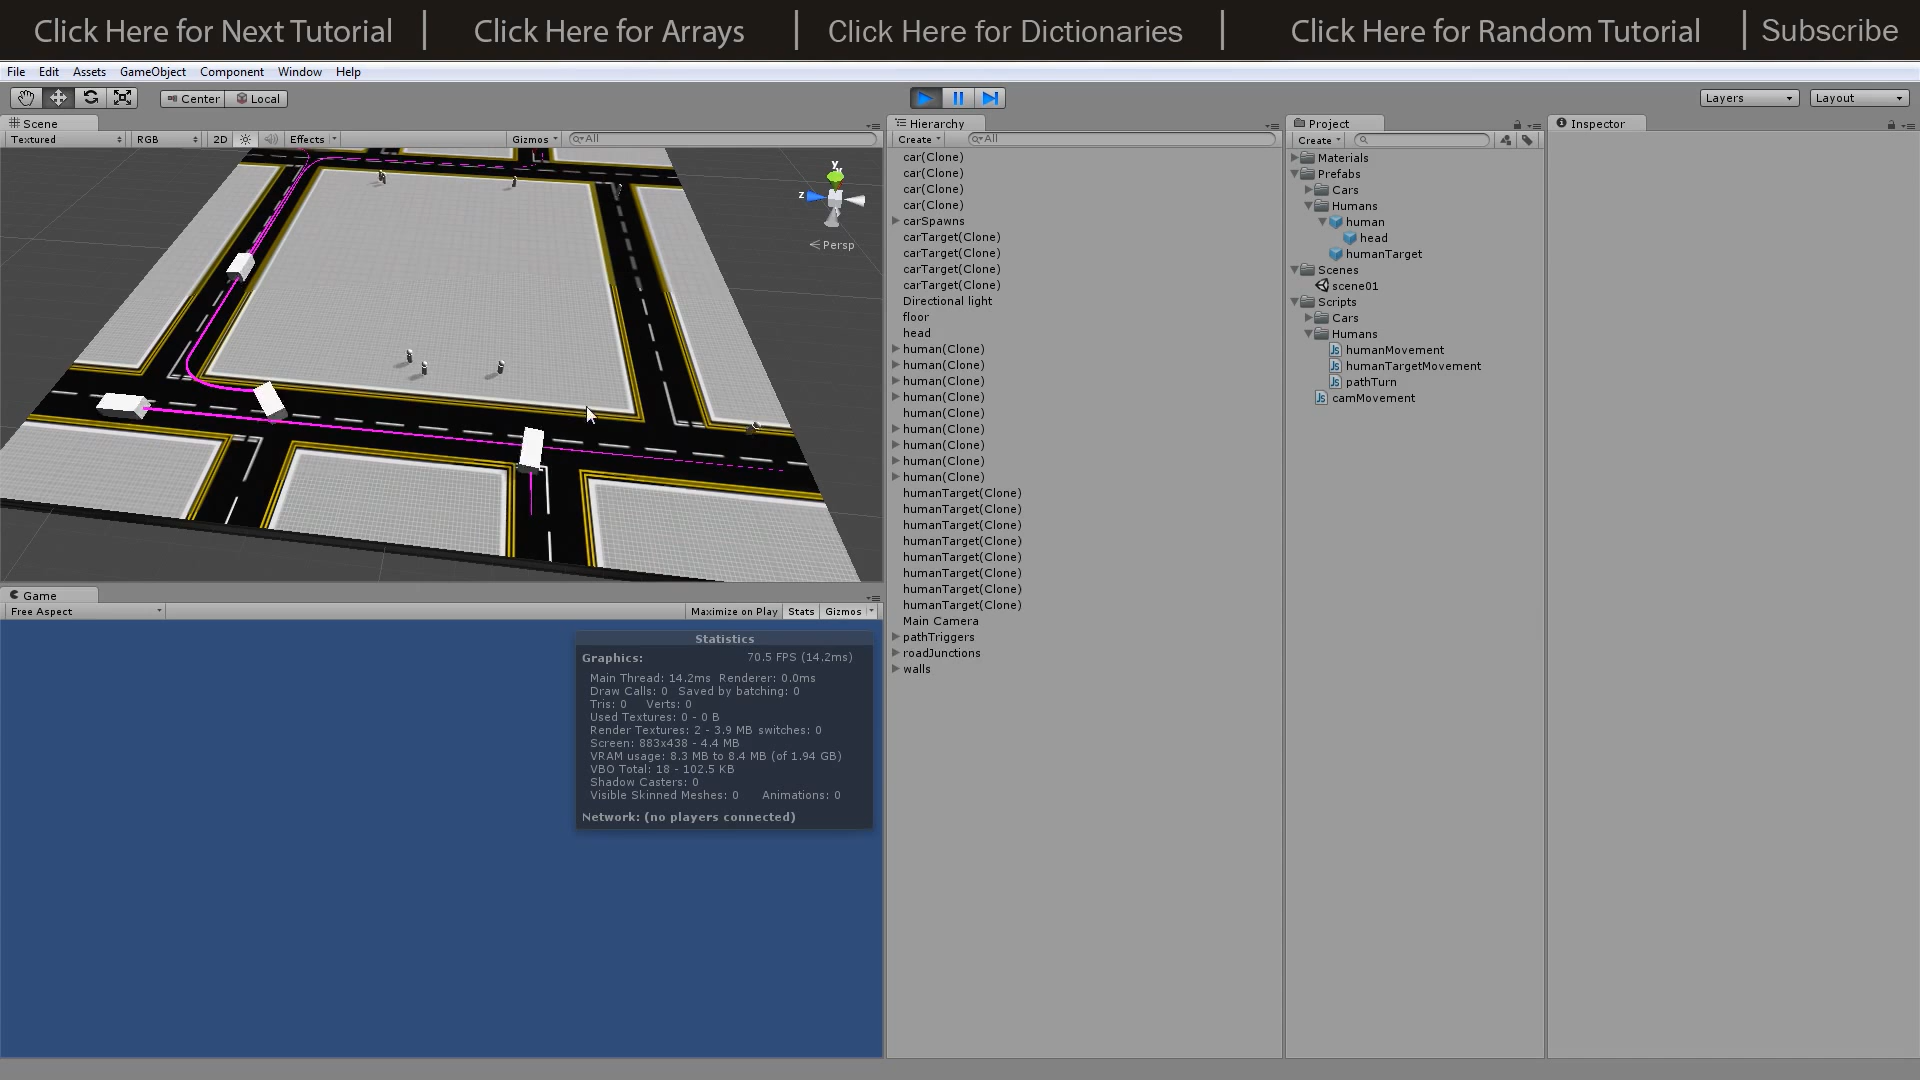 Click Here for Next Tutorial | Click Here for Arrays | Click Here for Dictionaries | Click Here for Random Tutorial | Subscribe
File Edit Assets GameObject Component Window Help
Center Local
Layers Layout
Scene
Textured RGB 2D Effects Gizmos All
y
z
Persp
Game
Free Aspect Maximize on Play Stats Gizmos
Statistics
Graphics: 70.5 FPS (14.2ms)
Main Thread: 14.2ms Renderer: 0.0ms
Draw Calls: 0 Saved by batching: 0
Tris: 0 Verts: 0
Used Textures: 0 - 0 B
Render Textures: 2 - 3.9 MB switches: 0
Screen: 883x438 - 4.4 MB
VRAM usage: 8.3 MB to 8.4 MB (of 1.94 GB)
VBO Total: 18 - 102.5 KB
Shadow Casters: 0
Visible Skinned Meshes: 0 Animations: 0
Network: (no players connected)
Hierarchy
Create All
car(Clone)
car(Clone)
car(Clone)
car(Clone)
carSpawns
carTarget(Clone)
carTarget(Clone)
carTarget(Clone)
carTarget(Clone)
Directional light
floor
head
human(Clone)
human(Clone)
human(Clone)
human(Clone)
human(Clone)
human(Clone)
human(Clone)
human(Clone)
human(Clone)
humanTarget(Clone)
humanTarget(Clone)
humanTarget(Clone)
humanTarget(Clone)
humanTarget(Clone)
humanTarget(Clone)
humanTarget(Clone)
humanTarget(Clone)
Main Camera
pathTriggers
roadJunctions
walls
Project
Create
Materials
Prefabs
Cars
Humans
human
head
humanTarget
Scenes
scene01
Scripts
Cars
Humans
Js humanMovement
Js humanTargetMovement
Js pathTurn
Js camMovement
Inspector